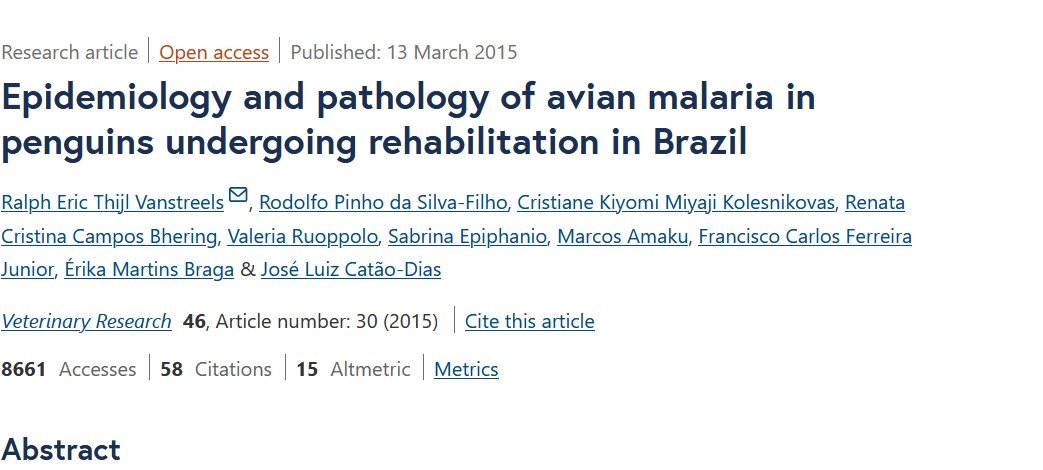 Research article | Open access | Published: 13 March 2015
Epidemiology and pathology of avian malaria in
penguins undergoing rehabilitation in Brazil
Ralph Eric Thijl Vanstreels, Rodolfo Pinho da Silva-Filho, Cristiane Kiyomi Miyaji Kolesnikovas, Renata
Cristina Campos Bhering, Valeria Ruoppolo, Sabrina Epiphanio, Marcos Amaku, Francisco Carlos Ferreira
Junior, Érika Martins Braga & José Luiz Catão-Dias
Veterinary Research 46, Article number: 30 (2015) | Cite this article
8661 Accesses | 58 Citations | 15 Altmetric | Metrics
Abstract